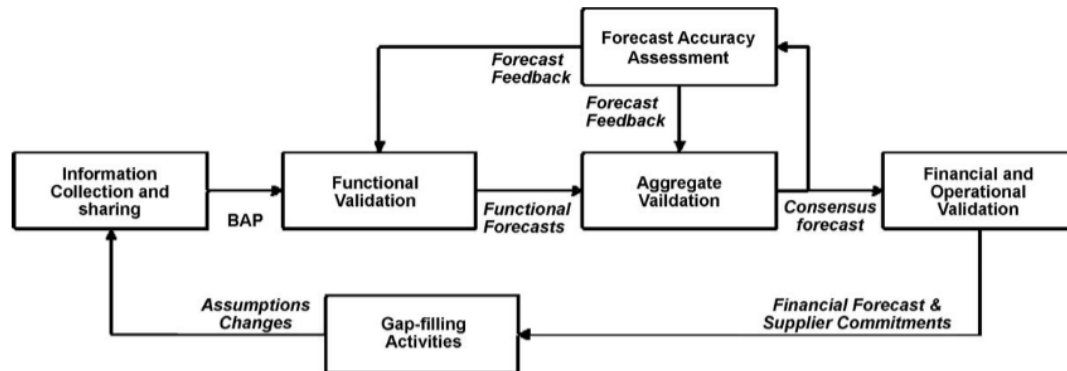 Forecast Accuracy
Assessment
Forecast
Feedback
Forecast
Feedback
Information
Collection and
sharing
BAP
Functional
Validation
Functional
Forecasts
Aggregate
Vaildation
Consensus
forecast
Financial and
Operational
Validation
Assumptions
Changes
Gap-filling
Activities
Financial Forecast &
Supplier Commitments